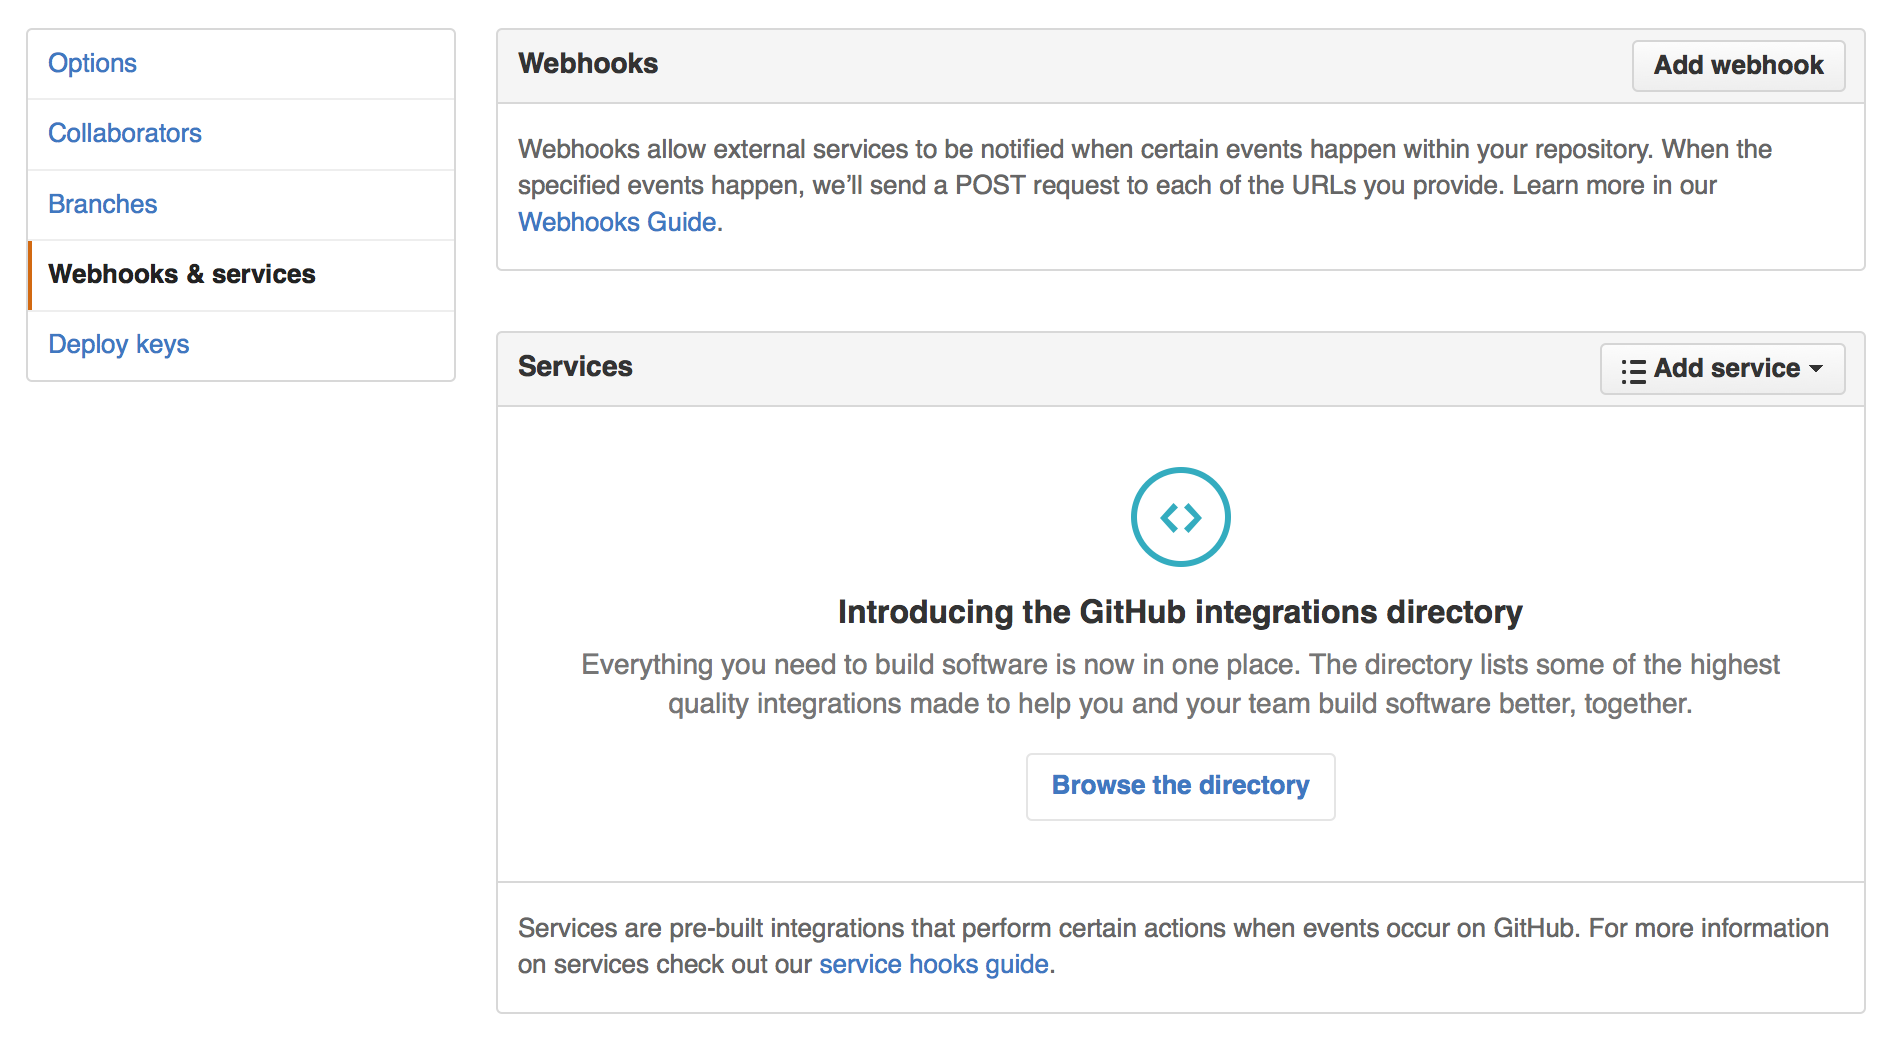 Options
Collaborators
Branches
Webhooks & services
Deploy keys
Webhooks
Add webhook
Webhooks allow external services to be notified when certain events happen within your repository. When the
specified events happen, we’ll send a POST request to each of the URLs you provide. Learn more in our
Webhooks Guide.
Services
Add service
Introducing the GitHub integrations directory
Everything you need to build software is now in one place. The directory lists some of the highest
quality integrations made to help you and your team build software better, together.
Browse the directory
Services are pre-built integrations that perform certain actions when events occur on GitHub. For more information
on services check out our service hooks guide.